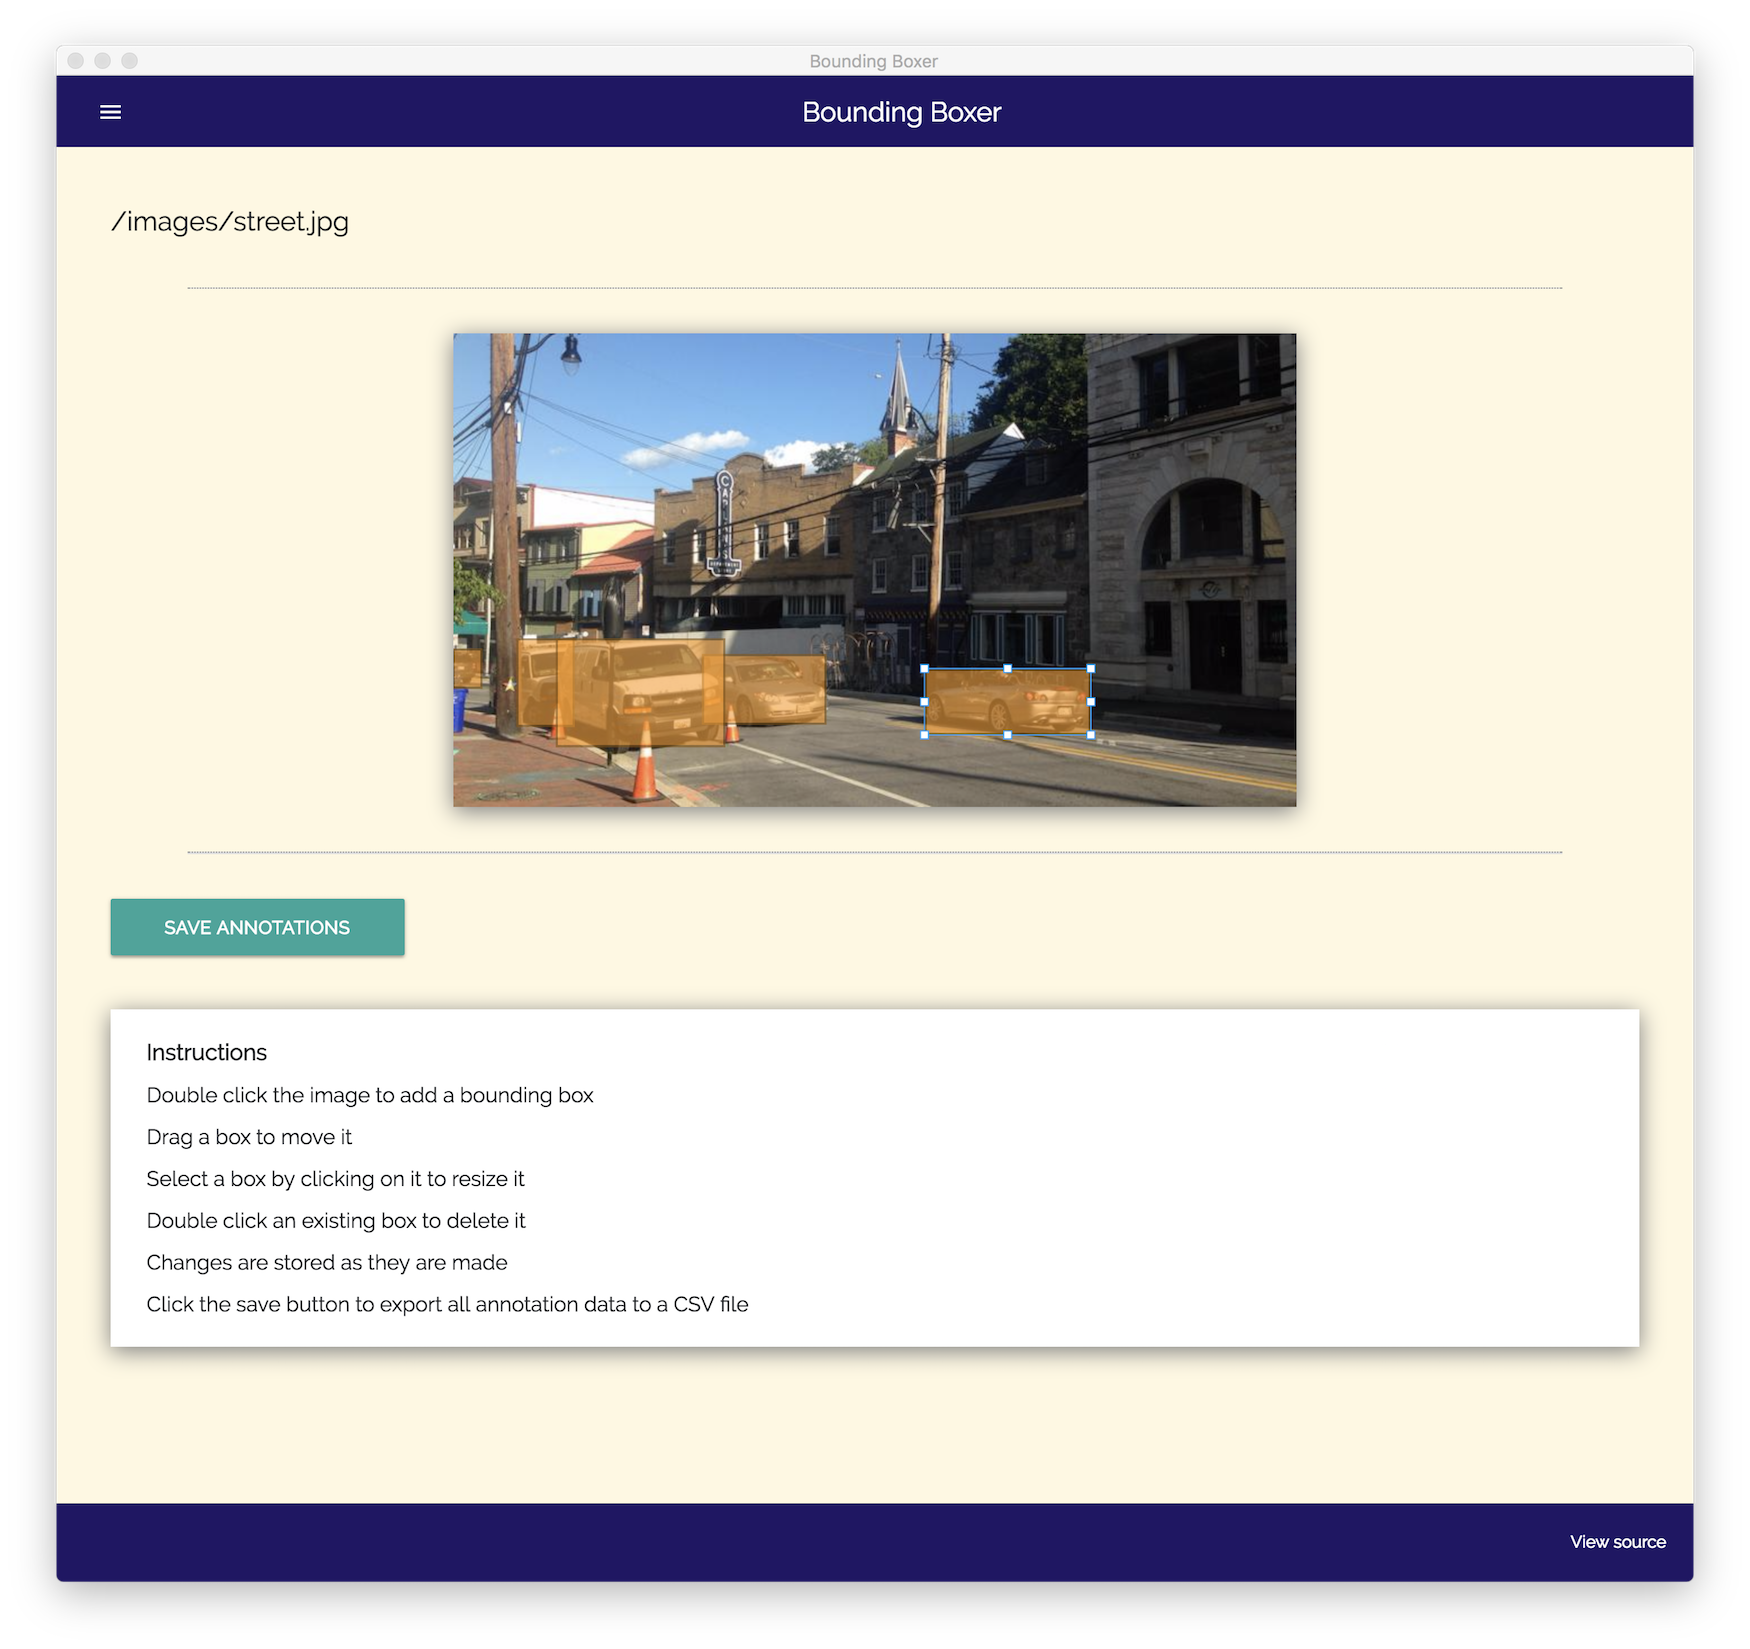 Bounding Boxer
Bounding Boxer
/images/street.jpg
CAPLANS
DEPARTMENT
STORE
SAVE ANNOTATIONS
Instructions
Double click the image to add a bounding box
Drag a box to move it
Select a box by clicking on it to resize it
Double click an existing box to delete it
Changes are stored as they are made
Click the save button to export all annotation data to a CSV file
View source